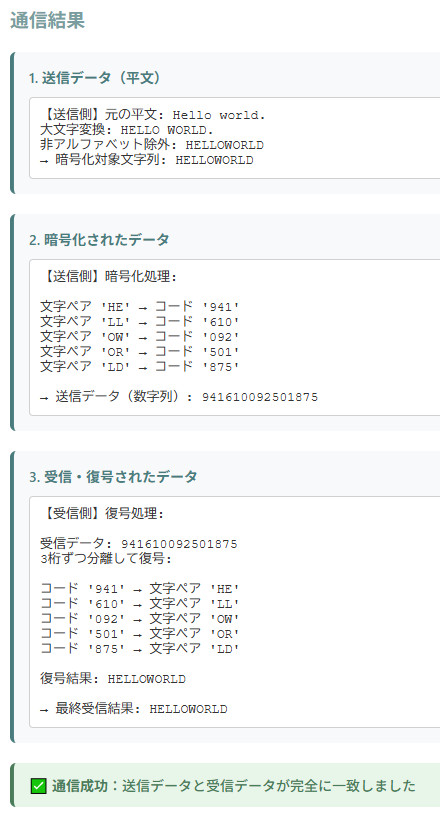 通信結果
1. 送信データ（平文）
【送信側】元の平文: Hello world.
大文字変換: HELLO WORLD.
非アルファベット除外: HELLOWORLD
→ 暗号化対象文字列: HELLOWORLD
2. 暗号化されたデータ
【送信側】暗号化処理:
文字ペア 'HE' → コード '941'
文字ペア 'LL' → コード '610'
文字ペア 'OW' → コード '092'
文字ペア 'OR' → コード '501'
文字ペア 'LD' → コード '875'
→ 送信データ（数字列）: 941610092501875
3. 受信・復号されたデータ
【受信側】復号処理:
受信データ: 941610092501875
3桁ずつ分離して復号:
コード '941' → 文字ペア 'HE'
コード '610' → 文字ペア 'LL'
コード '092' → 文字ペア 'OW'
コード '501' → 文字ペア 'OR'
コード '875' → 文字ペア 'LD'
復号結果: HELLOWORLD
→ 最終受信結果: HELLOWORLD
✅ 通信成功：送信データと受信データが完全に一致しました